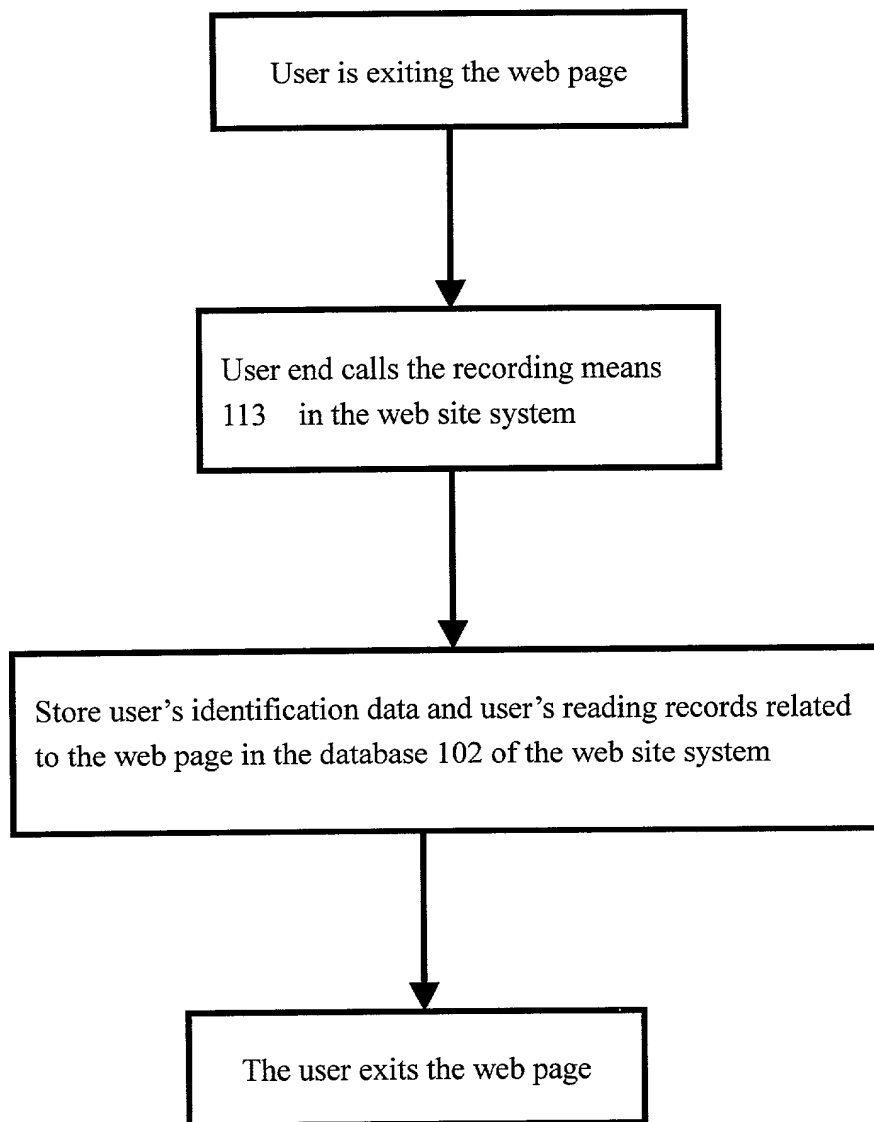 User is exiting the web page
User end calls the recording means
113 in the web site system
Store user’s identification data and user’s reading records related
to the web page in the database 102 of the web site system
The user exits the web page